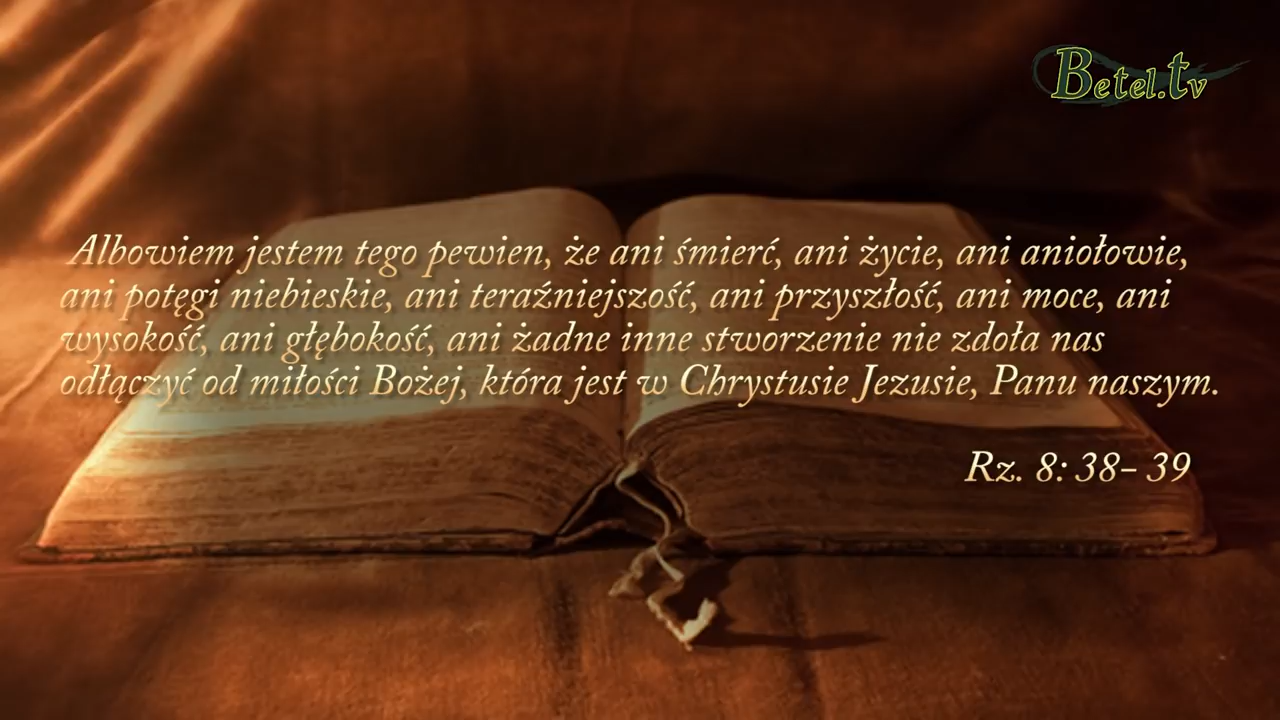 Betel.tv
Albowiem jestem tego pewien, że ani śmierć, ani życie, ani aniołowie,
ani potęgi niebieskie, ani teraźniejszość, ani przyszłość, ani moce, ani
wysokość, ani głębokość, ani żadne inne stworzenie nie zdoła nas
odłączyć od miłości Bożej, która jest w Chrystusie Jezusie, Panu naszym.
Rz. 8: 38– 39